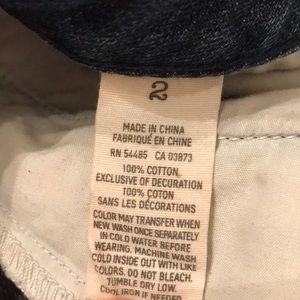 2
MADE IN CHINA
FABRIQUÉ EN CHINE
RN 54485 CA 03873
100% COTTON
EXCLUSIVE OF DECORATION
100% COTON
SANS LES DÉCORATIONS
COLOR MAY TRANSFER WHEN
NEW WASH ONCE SEPARATELY
IN COLD WATER BEFORE
WEARING. MACHINE WASH
COLD INSIDE OUT WITH LIKE
COLORS. DO NOT BLEACH.
TUMBLE DRY LOW.
COOL IRON IF NEEDED